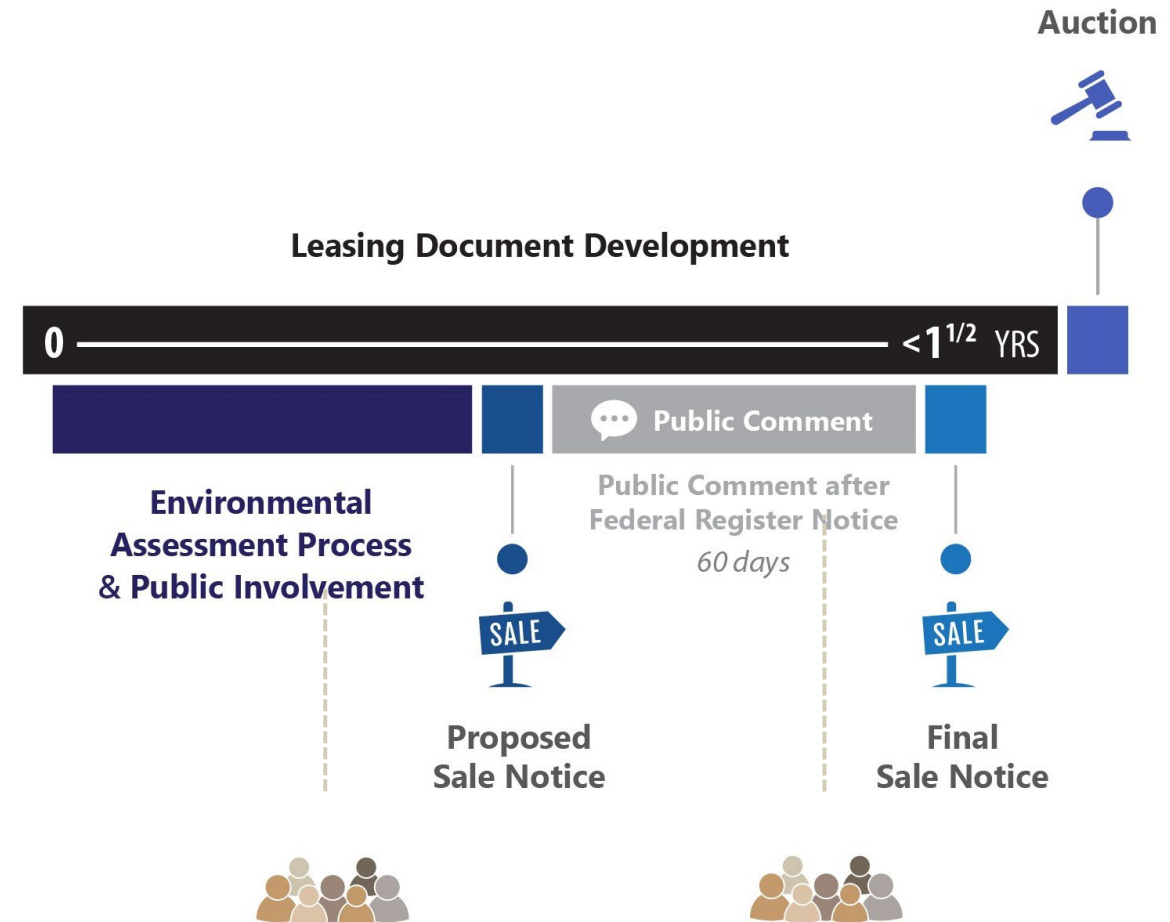 Auction
Leasing Document Development
0 <1 1/2 YRS
Public Comment
Environmental
Assessment Process
& Public Involvement
Public Comment after
Federal Register Notice
60 days
SALE
SALE
Proposed
Sale Notice
Final
Sale Notice